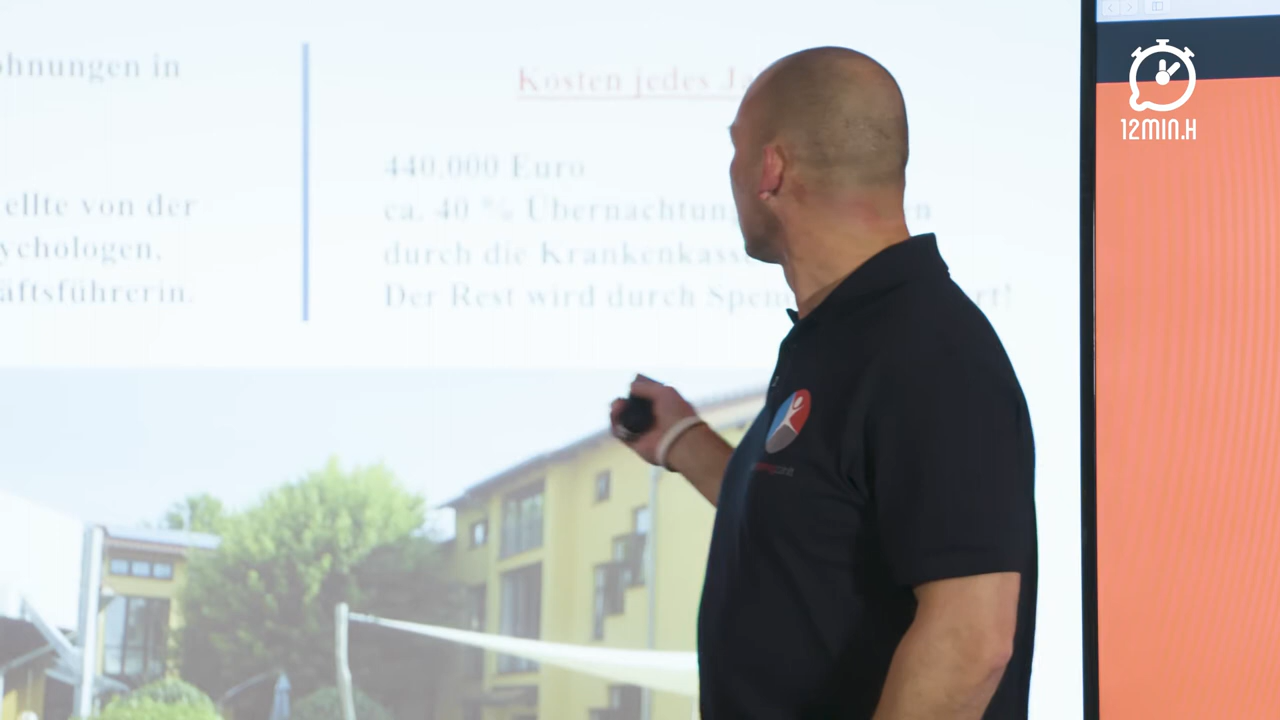 ohnungen in
ellte von der
ychologen,
äftsführerin.
Kosten jedes Ja
440.000 Euro
ca. 40 % Übernachtung en
durch die Krankenkass
Der Rest wird durch Spen rt!
12MIN.H